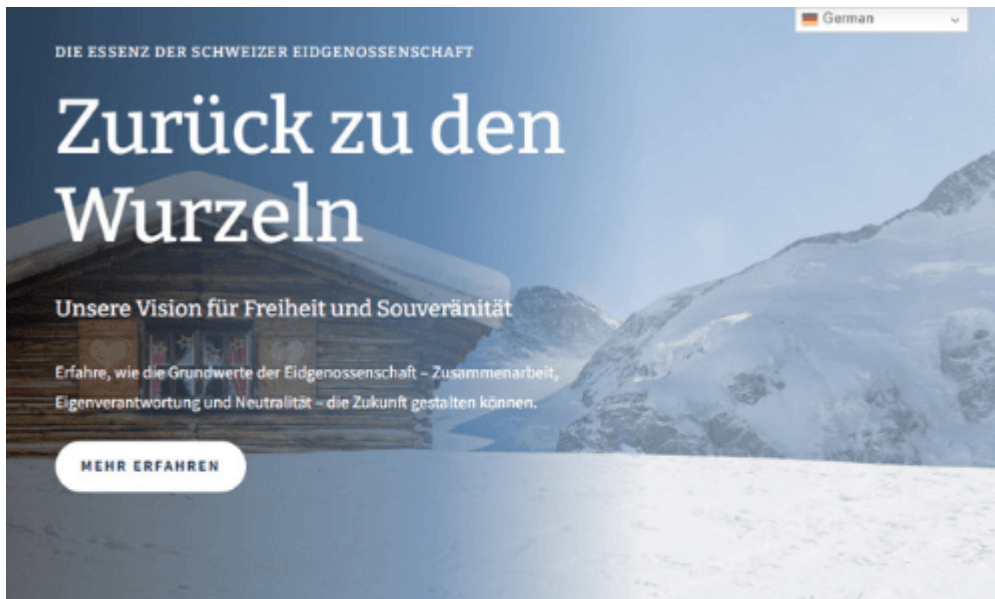 German
DIE ESSENZ DER SCHWEIZER EIDGENOSSENSCHAFT
Zurück zu den
Wurzeln
Unsere Vision für Freiheit und Souveränität
Erfahre, wie die Grundwerte der Eidgenossenschaft – Zusammenarbeit,
Eigenverantwortung und Neutralität – die Zukunft gestalten können.
MEHR ERFAHREN